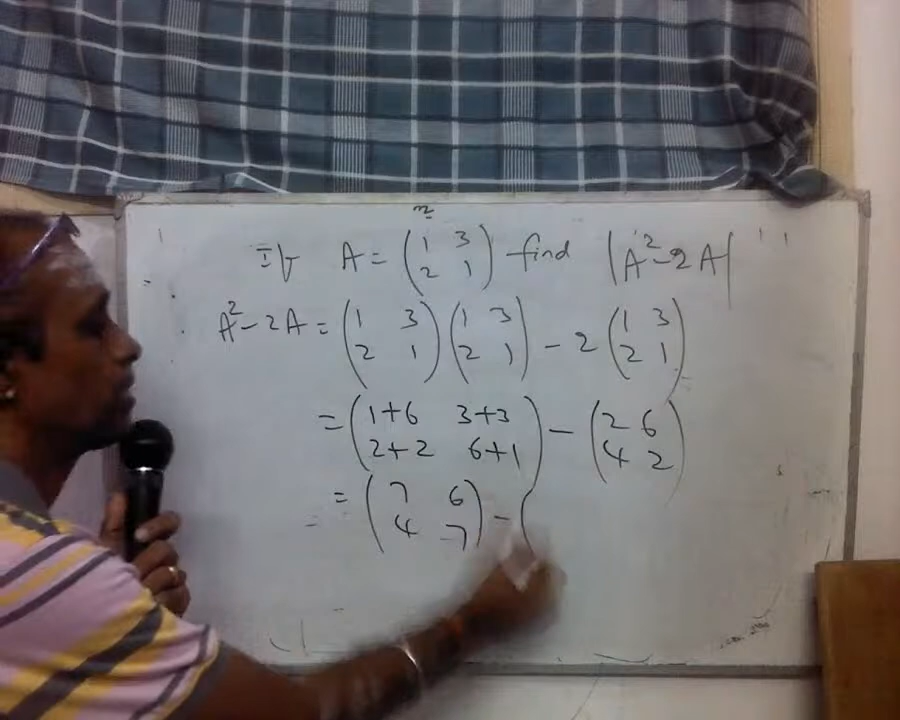 If A = (1 3 2 1) find |A² - 2A|
A² - 2A = (1 3 2 1) (1 3 2 1) - 2 (1 3 2 1)
= (1+6 3+3 2+2 6+1) - (2 6 4 2)
= (7 6 4 7) - (